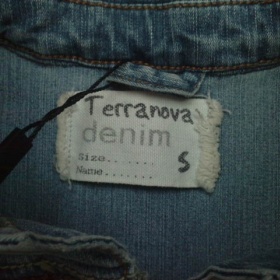 Terranova
denim
Size....... S
Name.......